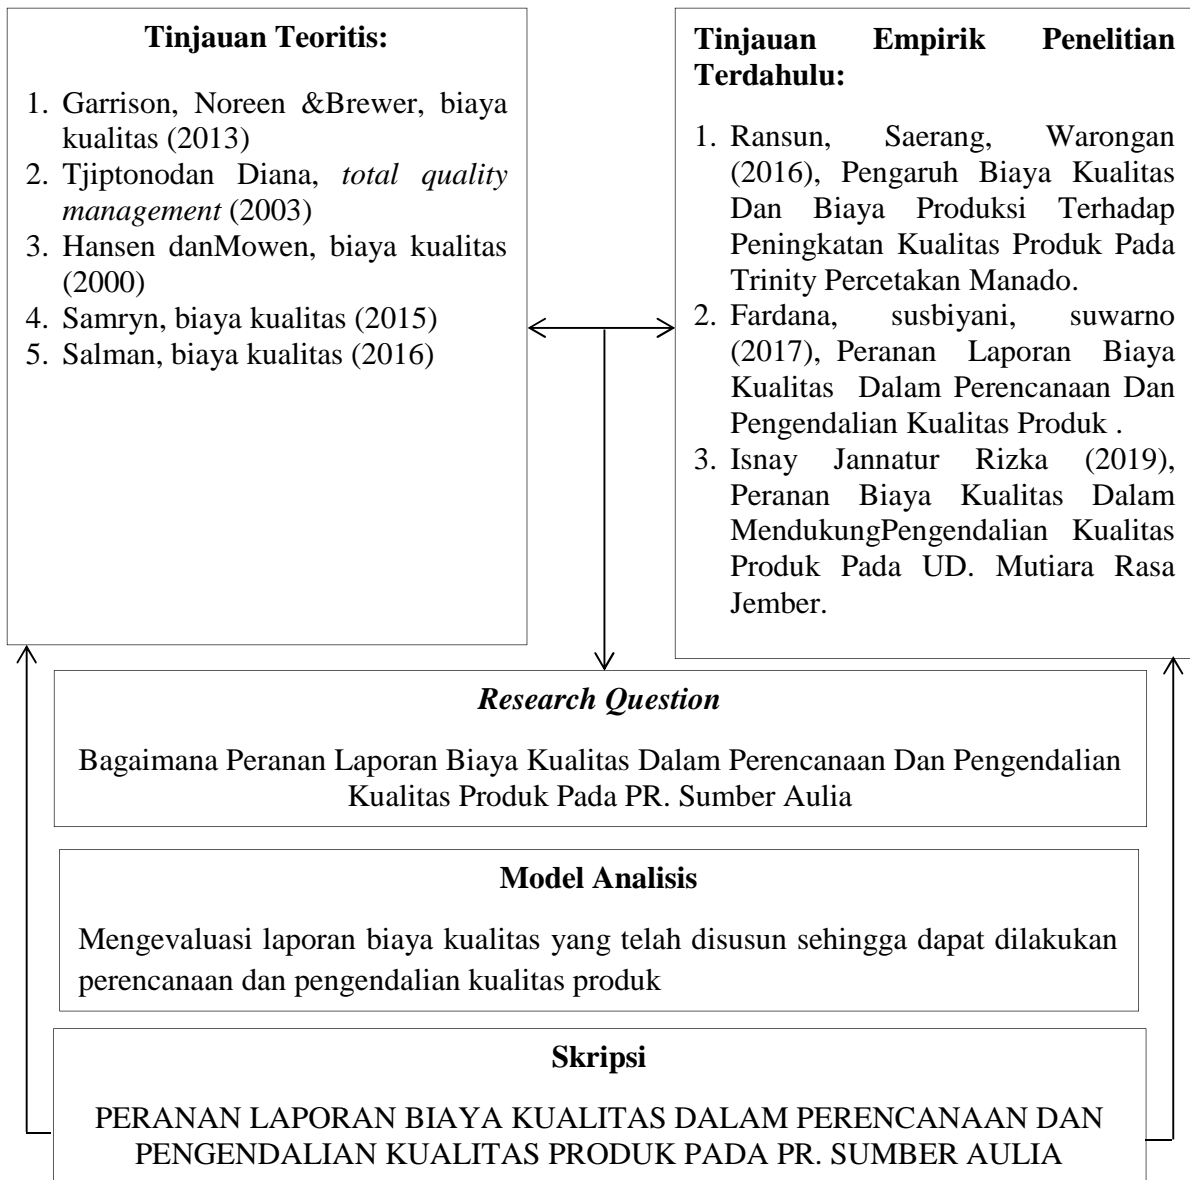 Tinjauan Teoritis:
1. Garrison, Noreen &Brewer, biaya
kualitas (2013)
2. Tjiptonodan Diana, total quality
management (2003)
3. Hansen danMowen, biaya kualitas
(2000)
4. Samryn, biaya kualitas (2015)
5. Salman, biaya kualitas (2016)
Tinjauan Empirik Penelitian
Terdahulu:
1. Ransun, Saerang, Warongan
(2016), Pengaruh Biaya Kualitas
Dan Biaya Produksi Terhadap
Peningkatan Kualitas Produk Pada
Trinity Percetakan Manado.
2. Fardana, susbiyani, suwarno
(2017), Peranan Laporan Biaya
Kualitas Dalam Perencanaan Dan
Pengendalian Kualitas Produk .
3. Isnay Jannatur Rizka (2019),
Peranan Biaya Kualitas Dalam
MendukungPengendalian Kualitas
Produk Pada UD. Mutiara Rasa
Jember.
Research Question
Bagaimana Peranan Laporan Biaya Kualitas Dalam Perencanaan Dan Pengendalian
Kualitas Produk Pada PR. Sumber Aulia
Model Analisis
Mengevaluasi laporan biaya kualitas yang telah disusun sehingga dapat dilakukan
perencanaan dan pengendalian kualitas produk
Skripsi
PERANAN LAPORAN BIAYA KUALITAS DALAM PERENCANAAN DAN
PENGENDALIAN KUALITAS PRODUK PADA PR. SUMBER AULIA